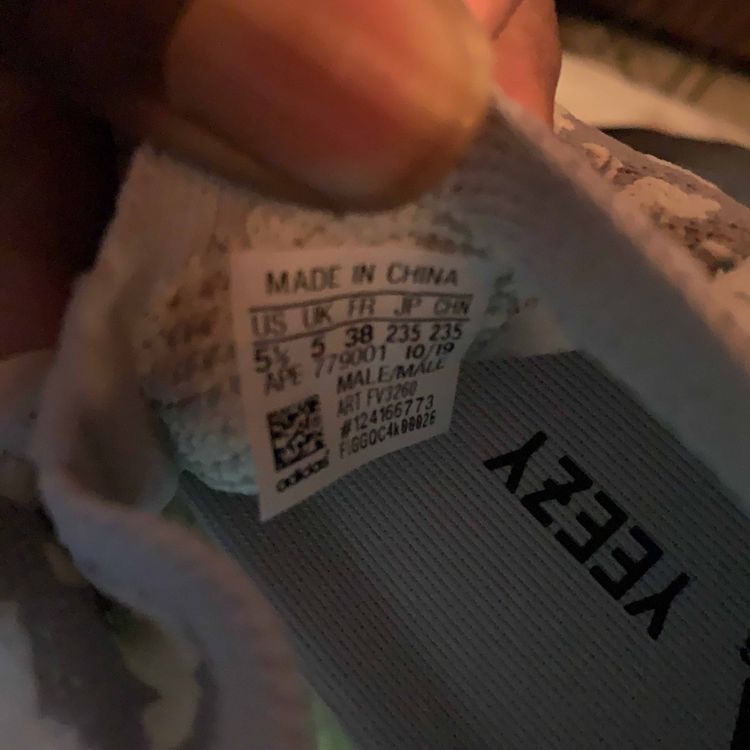 MADE IN CHINA
US UK FR JP CHN
5½ 5 38 235 235
APE 779001 10/19
MALE/MALE
ART FV3260
#124166773
adidas
YEEZY